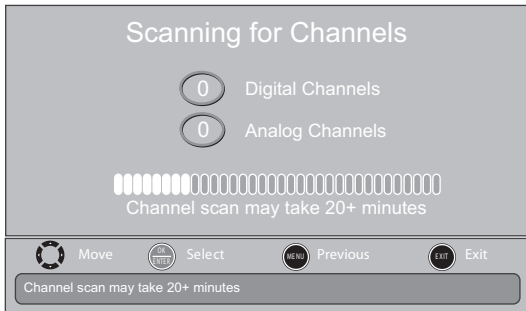 Scanning for Channels
0 Digital Channels
0 Analog Channels
Channel scan may take 20+ minutes
Move OK ENTER Select MENU Previous EXIT Exit
Channel scan may take 20+ minutes